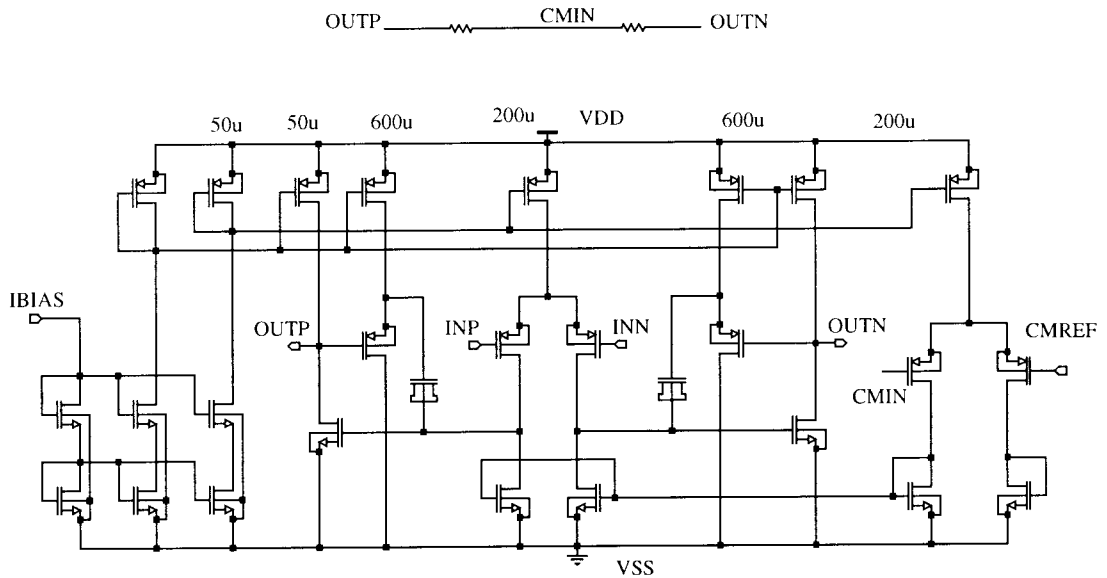 OUTP CMIN OUTN
50u 50u 600u 200u VDD 600u 200u
IBIAS
OUTP INP INN OUTN CMREF
CMIN
VSS